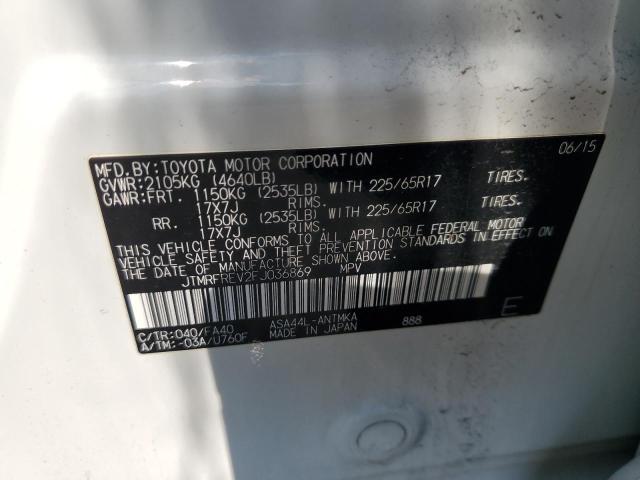 MFD.BY:TOYOTA MOTOR CORPORATION 06/15
GVWR:2105KG (4640LB)
GAWR:FRT. 1150KG (2535LB) WITH 225/65R17 TIRES.
17X7J RIMS.
RR. 1150KG (2535LB) WITH 225/65R17 TIRES.
17X7J RIMS.
THIS VEHICLE CONFORMS TO ALL APPLICABLE FEDERAL MOTOR
VEHICLE SAFETY AND THEFT PREVENTION STANDARDS IN EFFECT ON
THE DATE OF MANUFACTURE SHOWN ABOVE.
JTMRFREV2FJ036869 MPV
E
C/TR:040/FA40 ASA44L-ANTMKA 888
A/TM:-03A/U760F MADE IN JAPAN